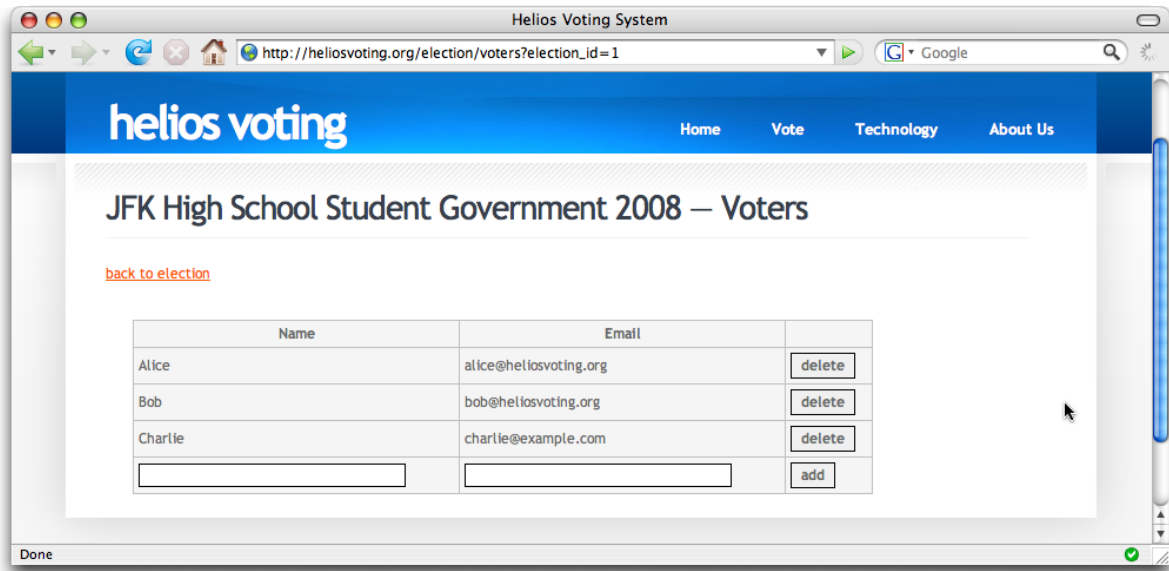 Helios Voting System
http://heliosvoting.org/election/voters?election_id=1
G Google
helios voting
Home Vote Technology About Us
JFK High School Student Government 2008 — Voters
back to election
Name Email
Alice alice@heliosvoting.org delete
Bob bob@heliosvoting.org delete
Charlie charlie@example.com delete
add
Done